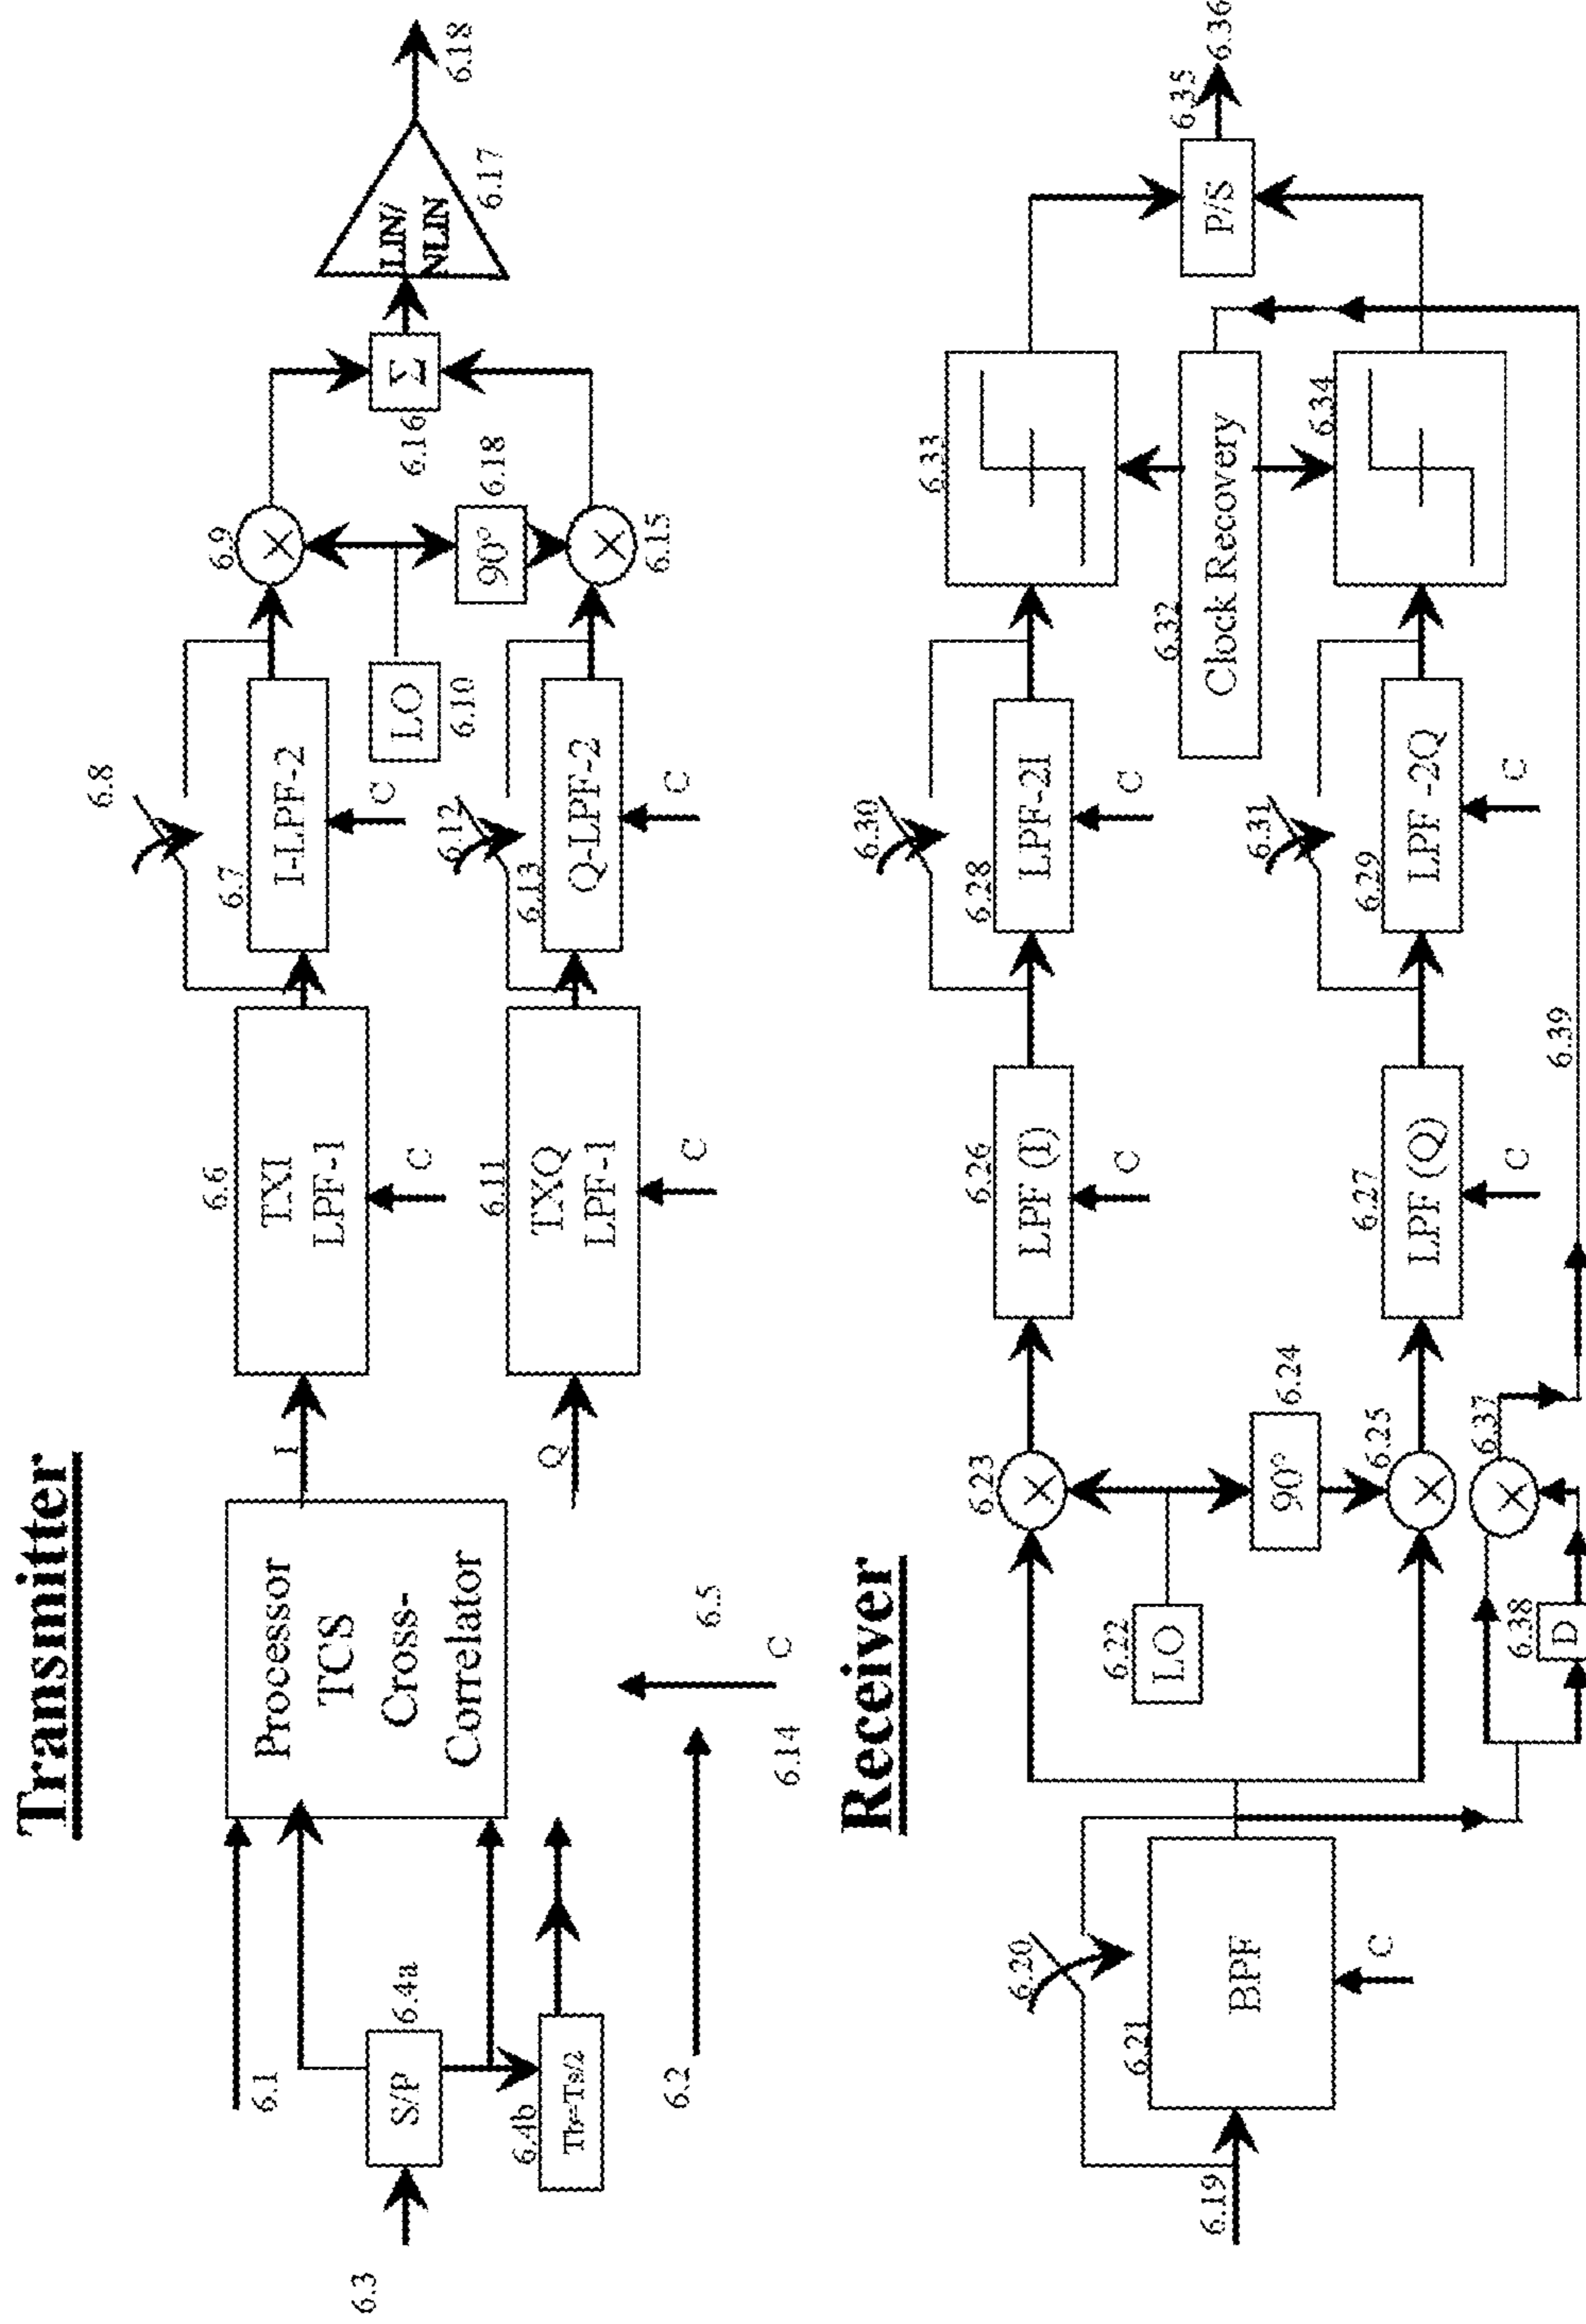 Transmitter
6.1
6.3
S/P
6.4a
6.4b
Tb=Ts/2
6.2
Processor
TCS
Cross-
Correlator
6.5
C
6.14
I
Q
6.6
TXI
LPF-1
C
6.11
TXQ
LPF-1
C
6.8
6.7
I-LPF-2
C
6.12
6.13
Q-LPF-2
C
LO
6.10
6.9
90°
6.18
6.15
Σ
6.16
LIN/
NLIN
6.17
6.18
Receiver
6.19
6.20
6.21
BPF
C
6.22
LO
6.23
90°
6.24
6.25
6.37
6.38
D
6.39
6.26
LPF (I)
C
6.27
LPF (Q)
C
6.30
6.28
LPF-2I
C
6.31
6.29
LPF -2Q
C
6.32
Clock Recovery
6.33
6.34
P/S
6.35
6.36